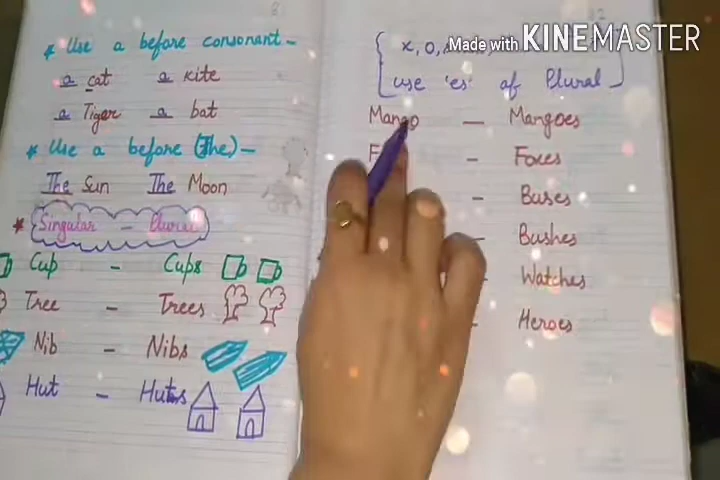 * Use a before consonant -
a cat a kite
a Tiger a bat
* Use a before (The) -
The Sun The Moon
* Singular - Plural
Cup - Cups
Tree - Trees
Nib - Nibs
Hut - Huts
x, o,
use 'es' of Plural
Mango - Mangoes
F - Foxes
- Buses
- Bushes
Watches
- Heroes
Made with KINEMASTER